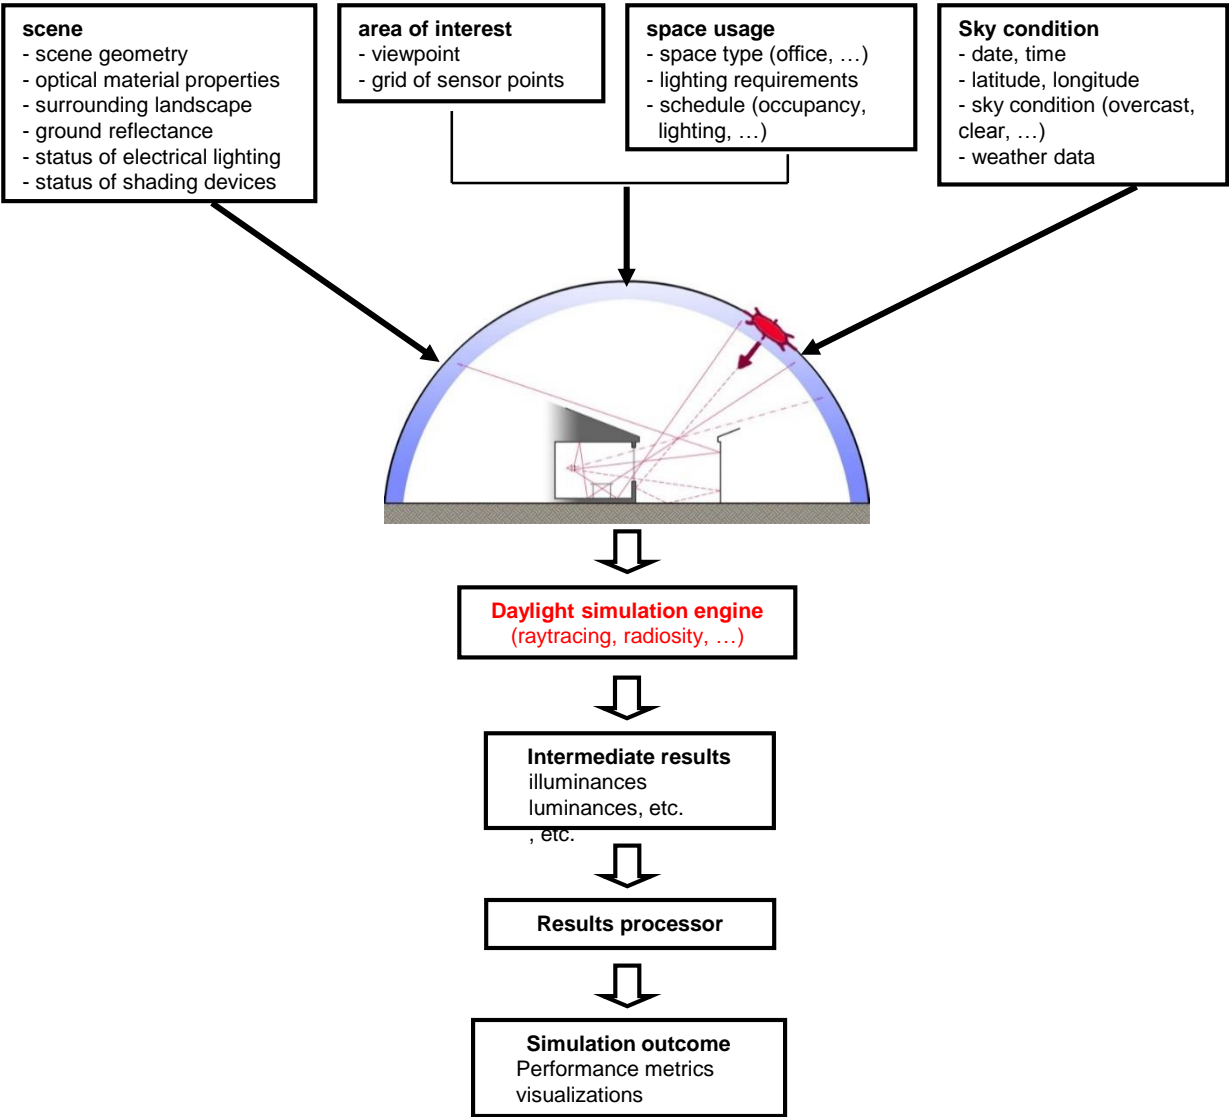 scene
- scene geometry
- optical material properties
- surrounding landscape
- ground reflectance
- status of electrical lighting
- status of shading devices
area of interest
- viewpoint
- grid of sensor points
space usage
- space type (office, …)
- lighting requirements
- schedule (occupancy,
lighting, …)
Sky condition
- date, time
- latitude, longitude
- sky condition (overcast,
clear, …)
- weather data
Daylight simulation engine
(raytracing, radiosity, …)
Intermediate results
illuminances
luminances, etc.
, etc.
Results processor
Simulation outcome
Performance metrics
visualizations